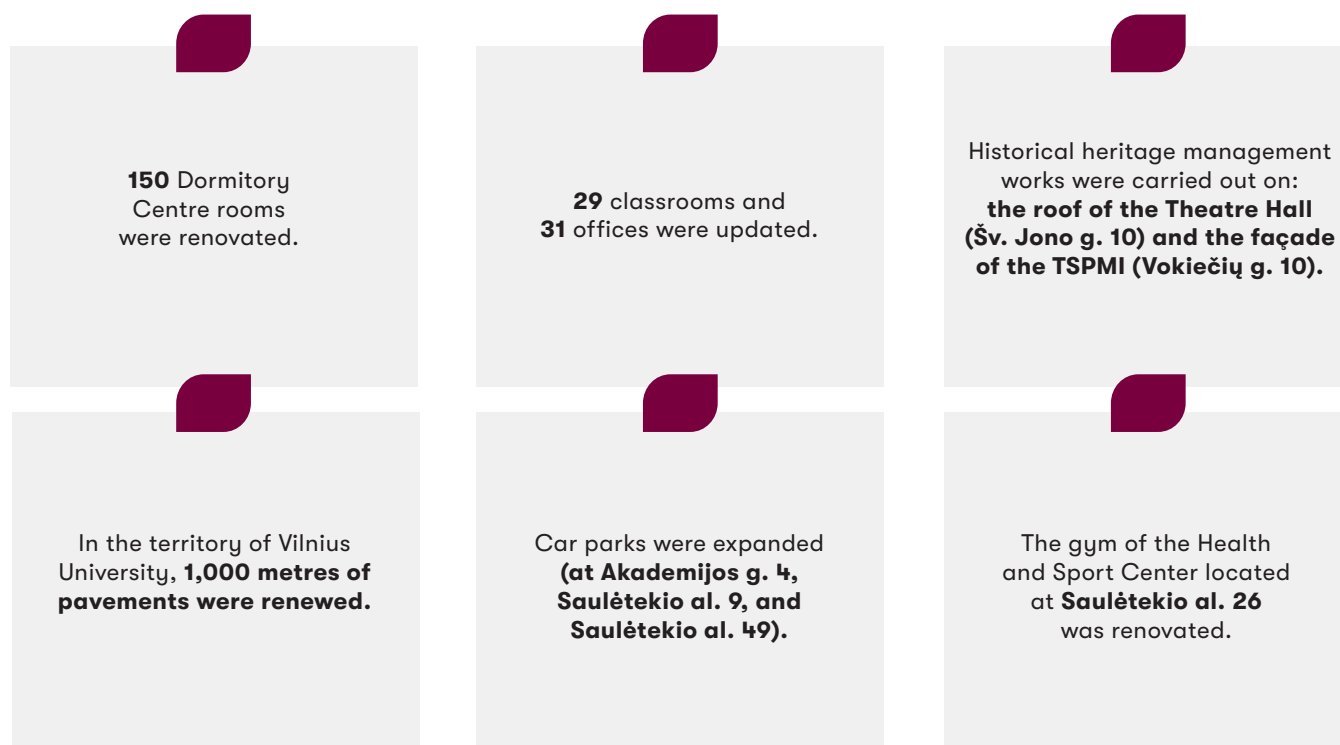 150 Dormitory
Centre rooms
were renovated.
29 classrooms and
31 offices were updated.
Historical heritage management
works were carried out on:
the roof of the Theatre Hall
(Šv. Jono g. 10) and the façade
of the TSPMI (Vokiečių g. 10).
In the territory of Vilnius
University, 1,000 metres of
pavements were renewed.
Car parks were expanded
(at Akademijos g. 4,
Saulėtekio al. 9, and
Saulėtekio al. 49).
The gym of the Health
and Sport Center located
at Saulėtekio al. 26
was renovated.